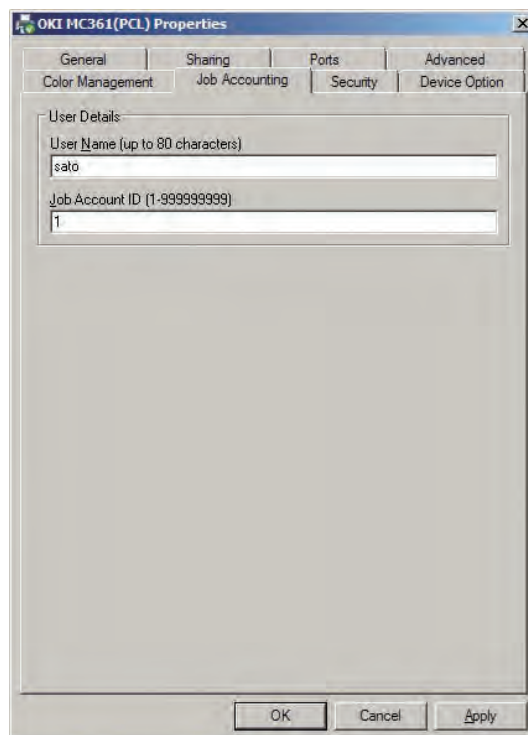 OKI MC361(PCL) Properties
General Sharing Ports Advanced
Color Management Job Accounting Security Device Option
User Details
User Name (up to 80 characters)
sato
Job Account ID (1-999999999)
1
OK Cancel Apply